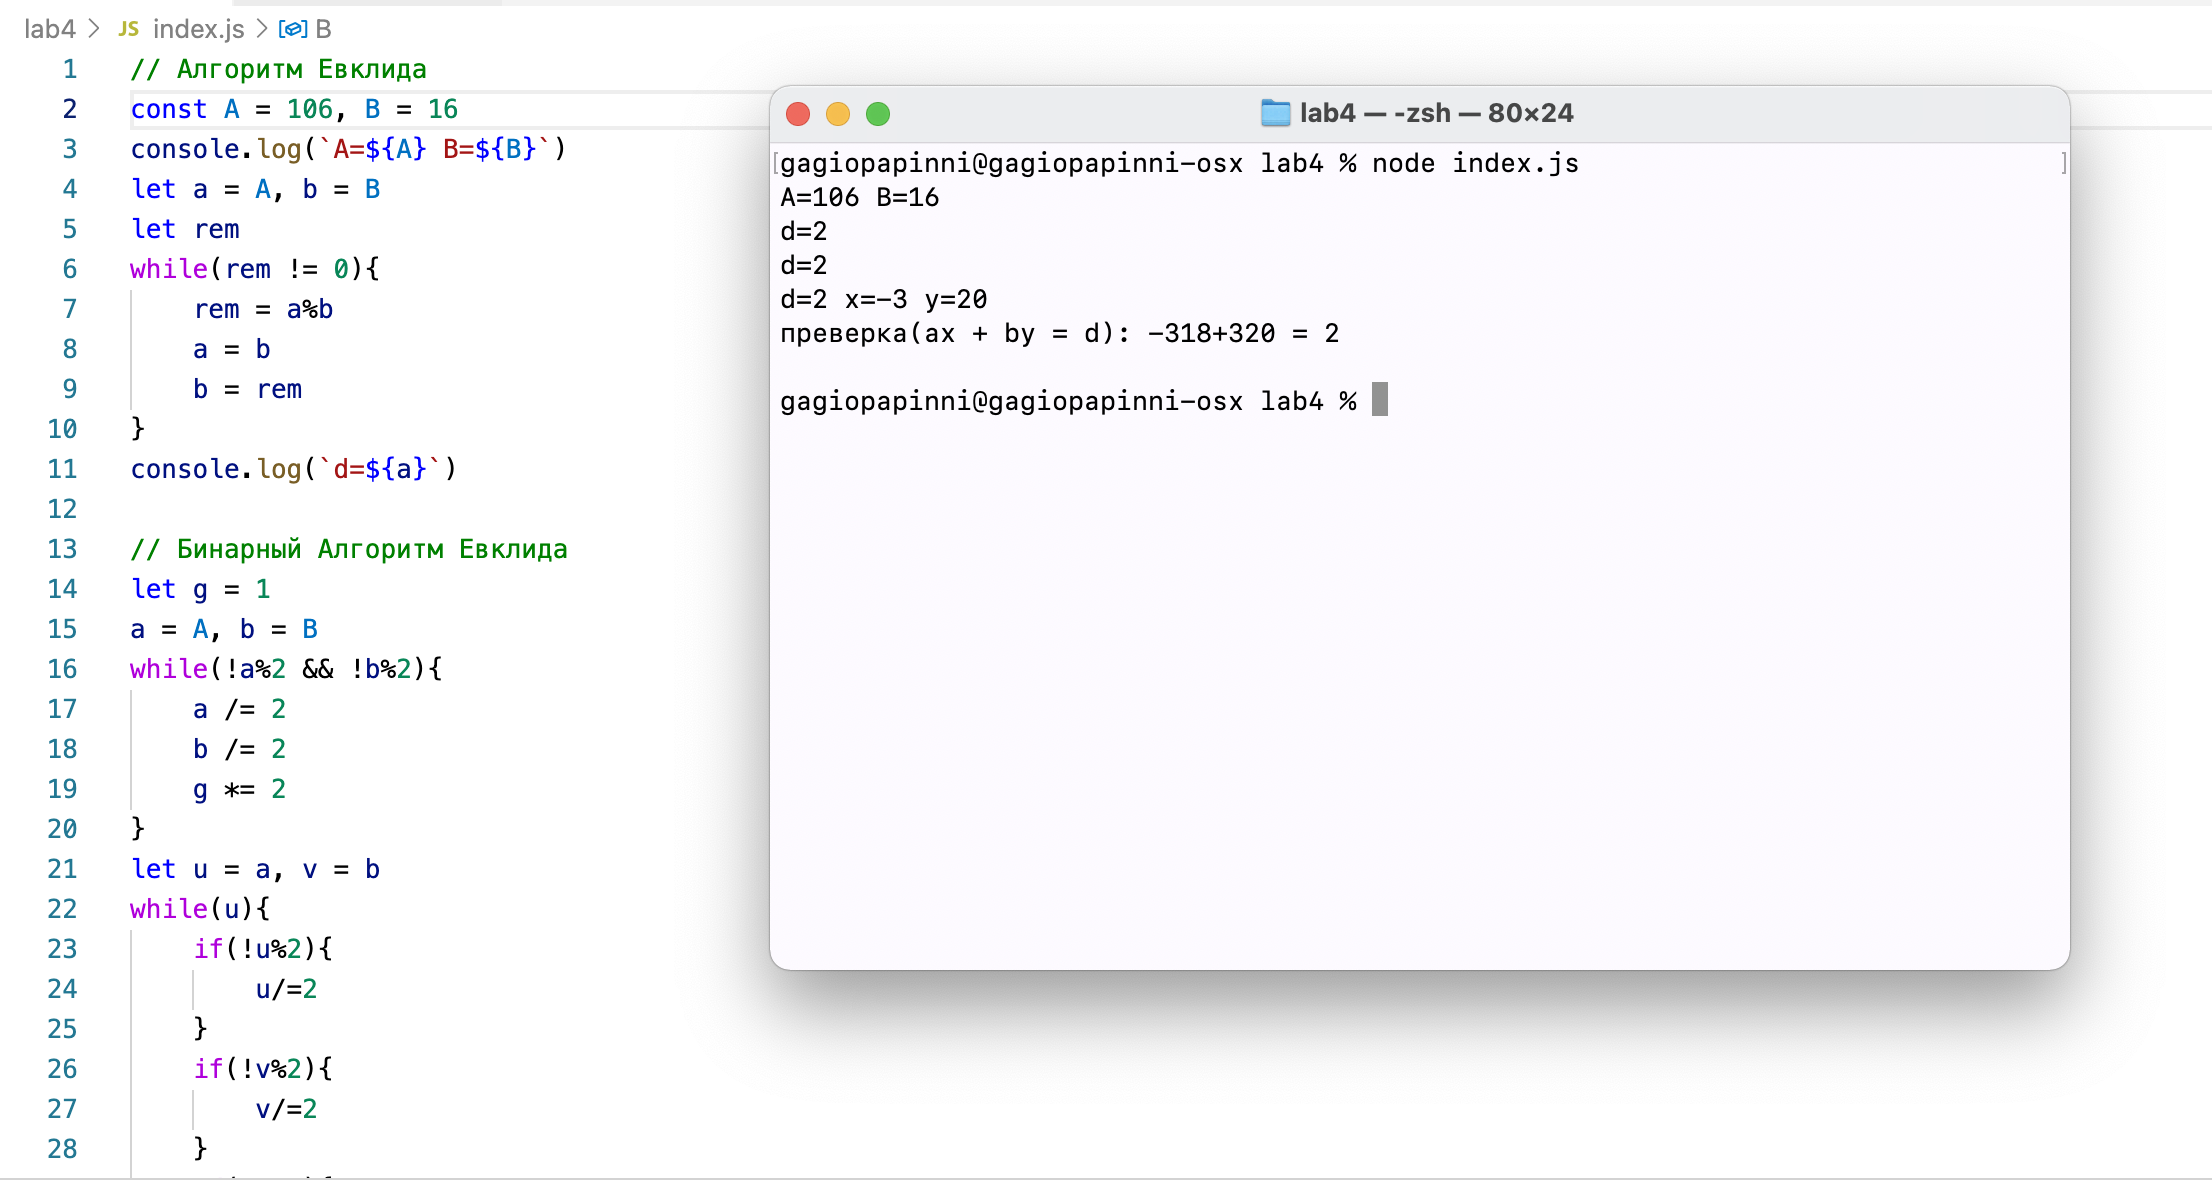 lab4 > JS index.js > B
1 // Алгоритм Евклида
2 const A = 106, B = 16
3 console.log(`A=${A} B=${B}`)
4 let a = A, b = B
5 let rem
6 while(rem != 0){
7 rem = a%b
8 a = b
9 b = rem
10 }
11 console.log(`d=${a}`)
12
13 // Бинарный Алгоритм Евклида
14 let g = 1
15 a = A, b = B
16 while(!a%2 && !b%2){
17 a /= 2
18 b /= 2
19 g *= 2
20 }
21 let u = a, v = b
22 while(u){
23 if(!u%2){
24 u/=2
25 }
26 if(!v%2){
27 v/=2
28 }
lab4 — -zsh — 80×24
[gagiopapinni@gagiopapinni-osx lab4 % node index.js ]
A=106 B=16
d=2
d=2
d=2 x=-3 y=20
преверка(ax + by = d): -318+320 = 2
gagiopapinni@gagiopapinni-osx lab4 %